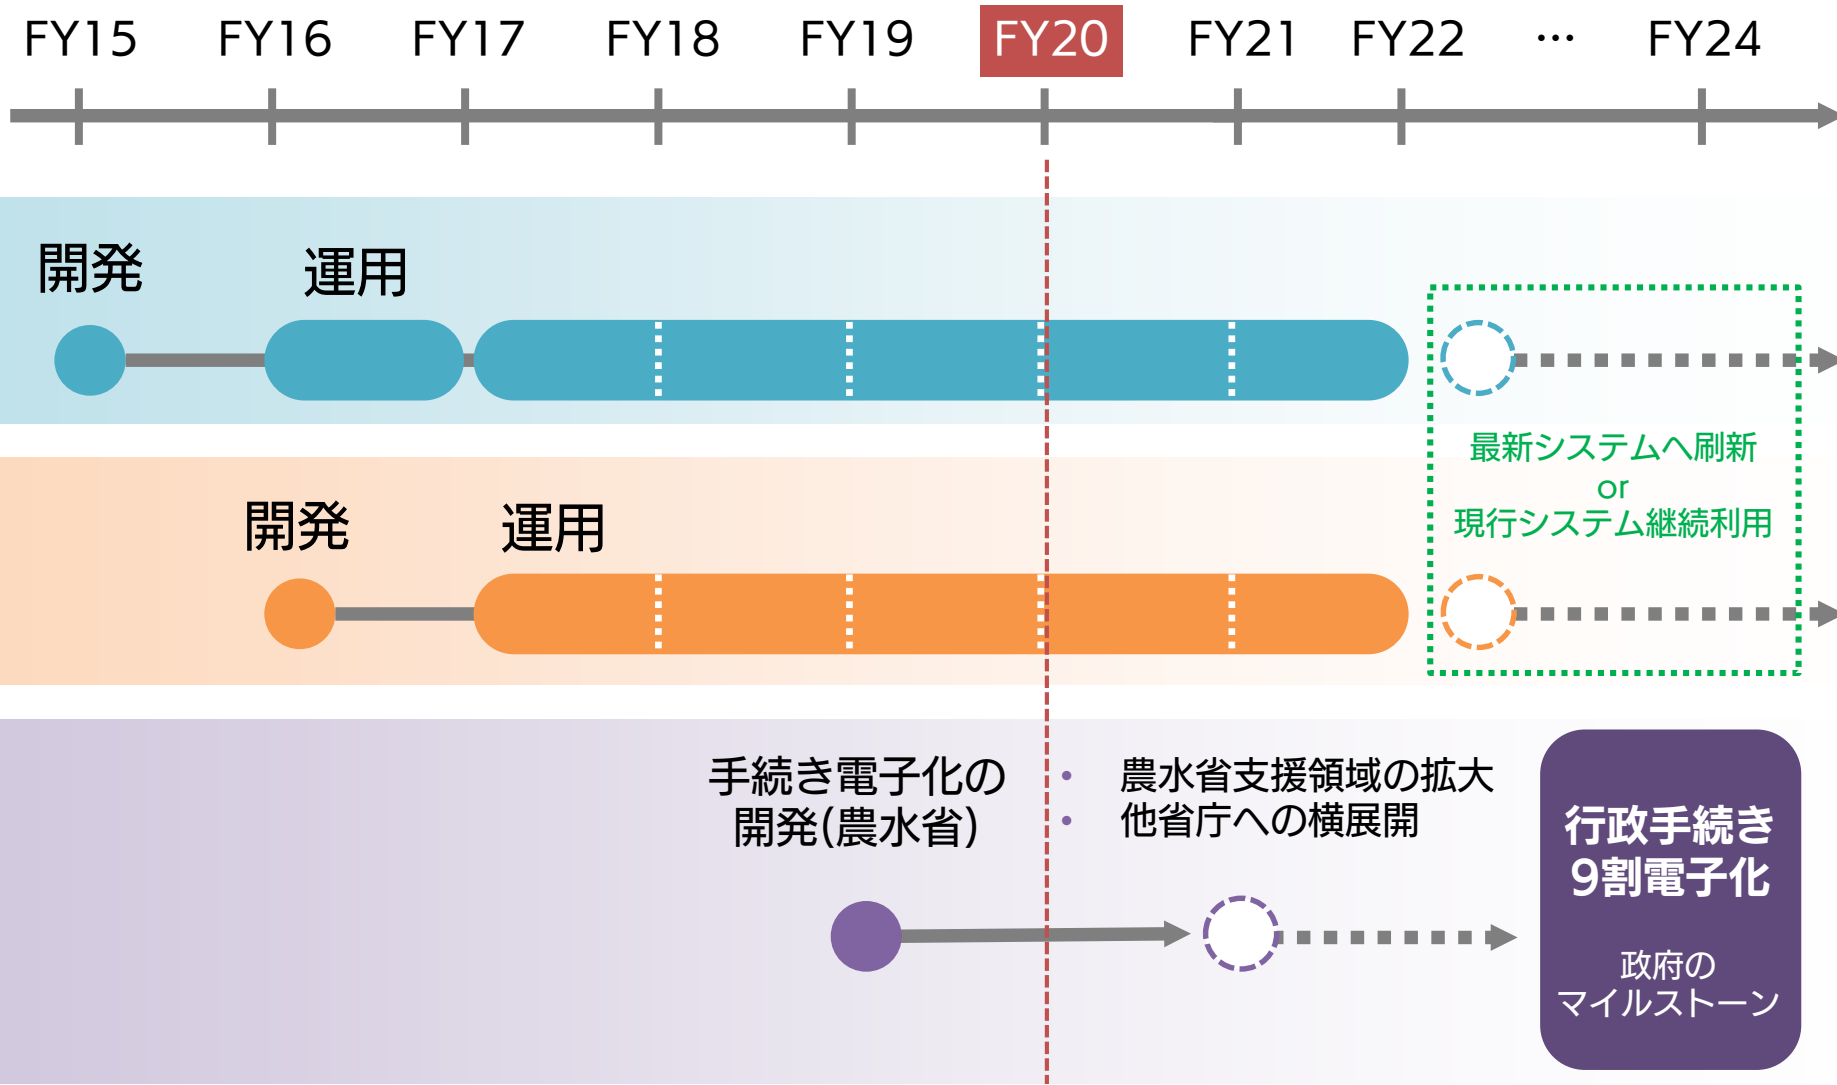 FY15 FY16 FY17 FY18 FY19 FY20 FY21 FY22 … FY24
開発 運用
最新システムへ刷新
or
現行システム継続利用
開発 運用
手続き電子化の
開発(農水省)
• 農水省支援領域の拡大
• 他省庁への横展開
行政手続き
9割電子化
政府の
マイルストーン